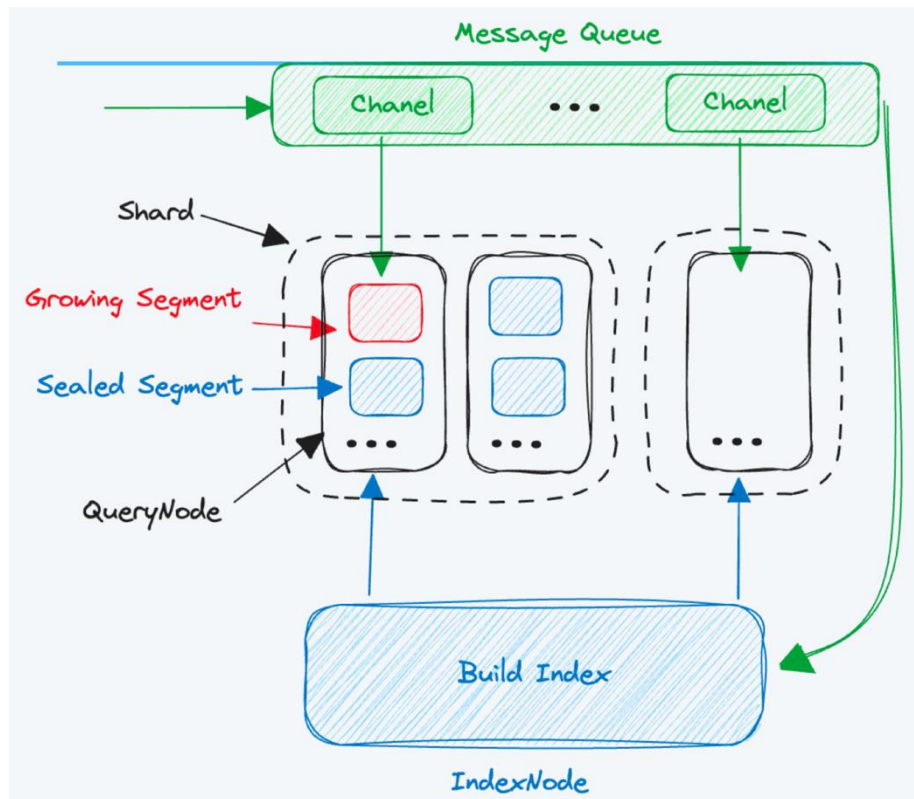 Message Queue
Chanel
Chanel
Shard
Growing Segment
Sealed Segment
QueryNode
Build Index
IndexNode